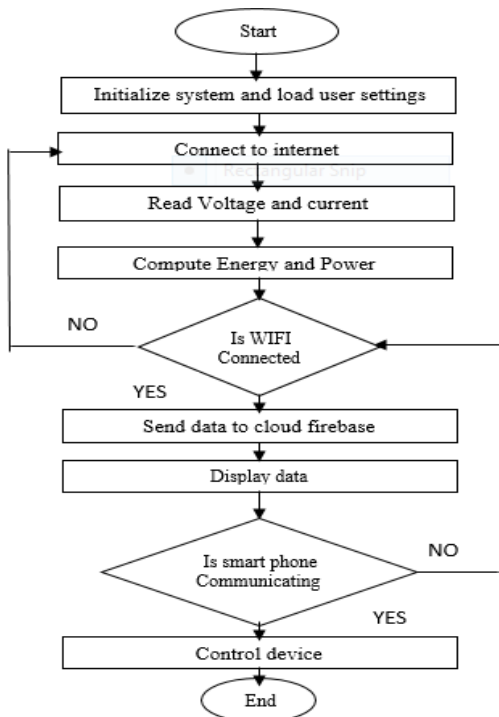 Start
Initialize system and load user settings
Connect to internet
Rectangular Snip
Read Voltage and current
Compute Energy and Power
NO
Is WIFI
Connected
YES
Send data to cloud firebase
Display data
Is smart phone
Communicating
NO
YES
Control device
End